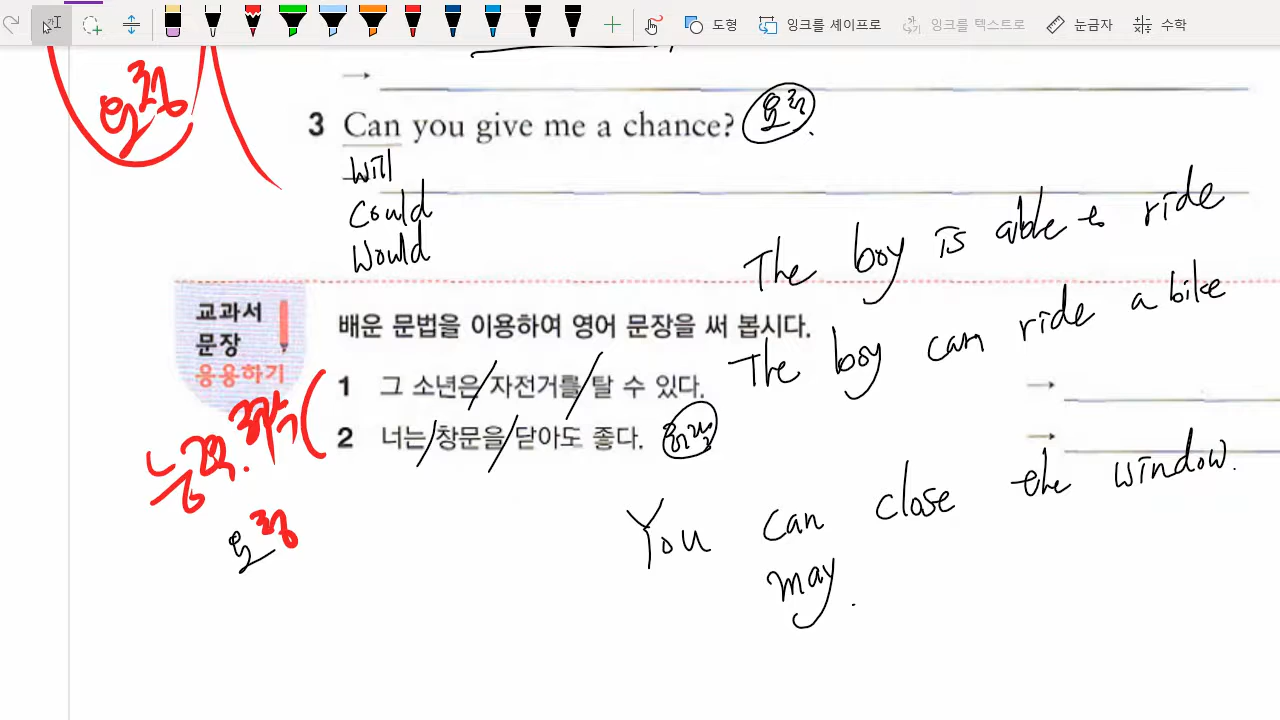 도형 잉크를 셰이프로 잉크를 텍스트로 눈금자 수학
요청
→
3 Can you give me a chance? 요청
Will
Could
Would
The boy is able to ride
교과서
문장
응용하기
배운 문법을 이용하여 영어 문장을 써 봅시다.
The boy can ride a bike
1 그 소년은/자전거를/탈 수 있다.
→
2 너는/창문을/닫아도 좋다.
→
능력.허락
요청
You can close the window.
may.